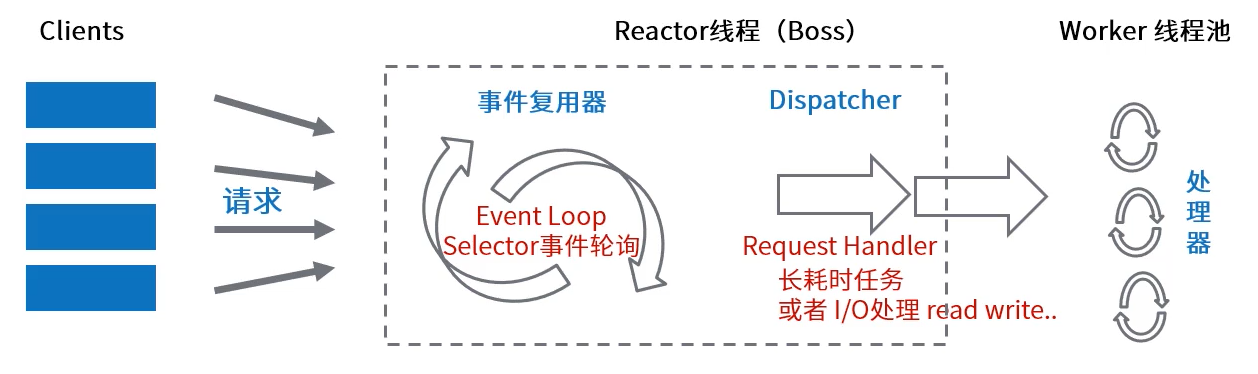 Clients
Reactor线程（Boss）
Worker 线程池
事件复用器
Dispatcher
请求
Event Loop
Selector事件轮询
Request Handler
长耗时任务
或者 I/O处理 read write..
处
理
器